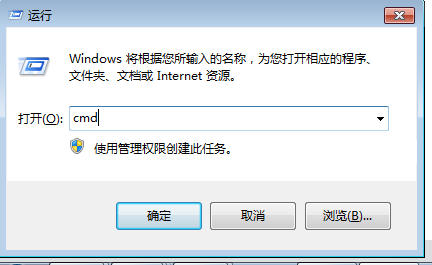 运行
Windows 将根据您所输入的名称，为您打开相应的程序、
文件夹、文档或 Internet 资源。
打开(O): cmd
使用管理权限创建此任务。
确定 取消 浏览(B)...